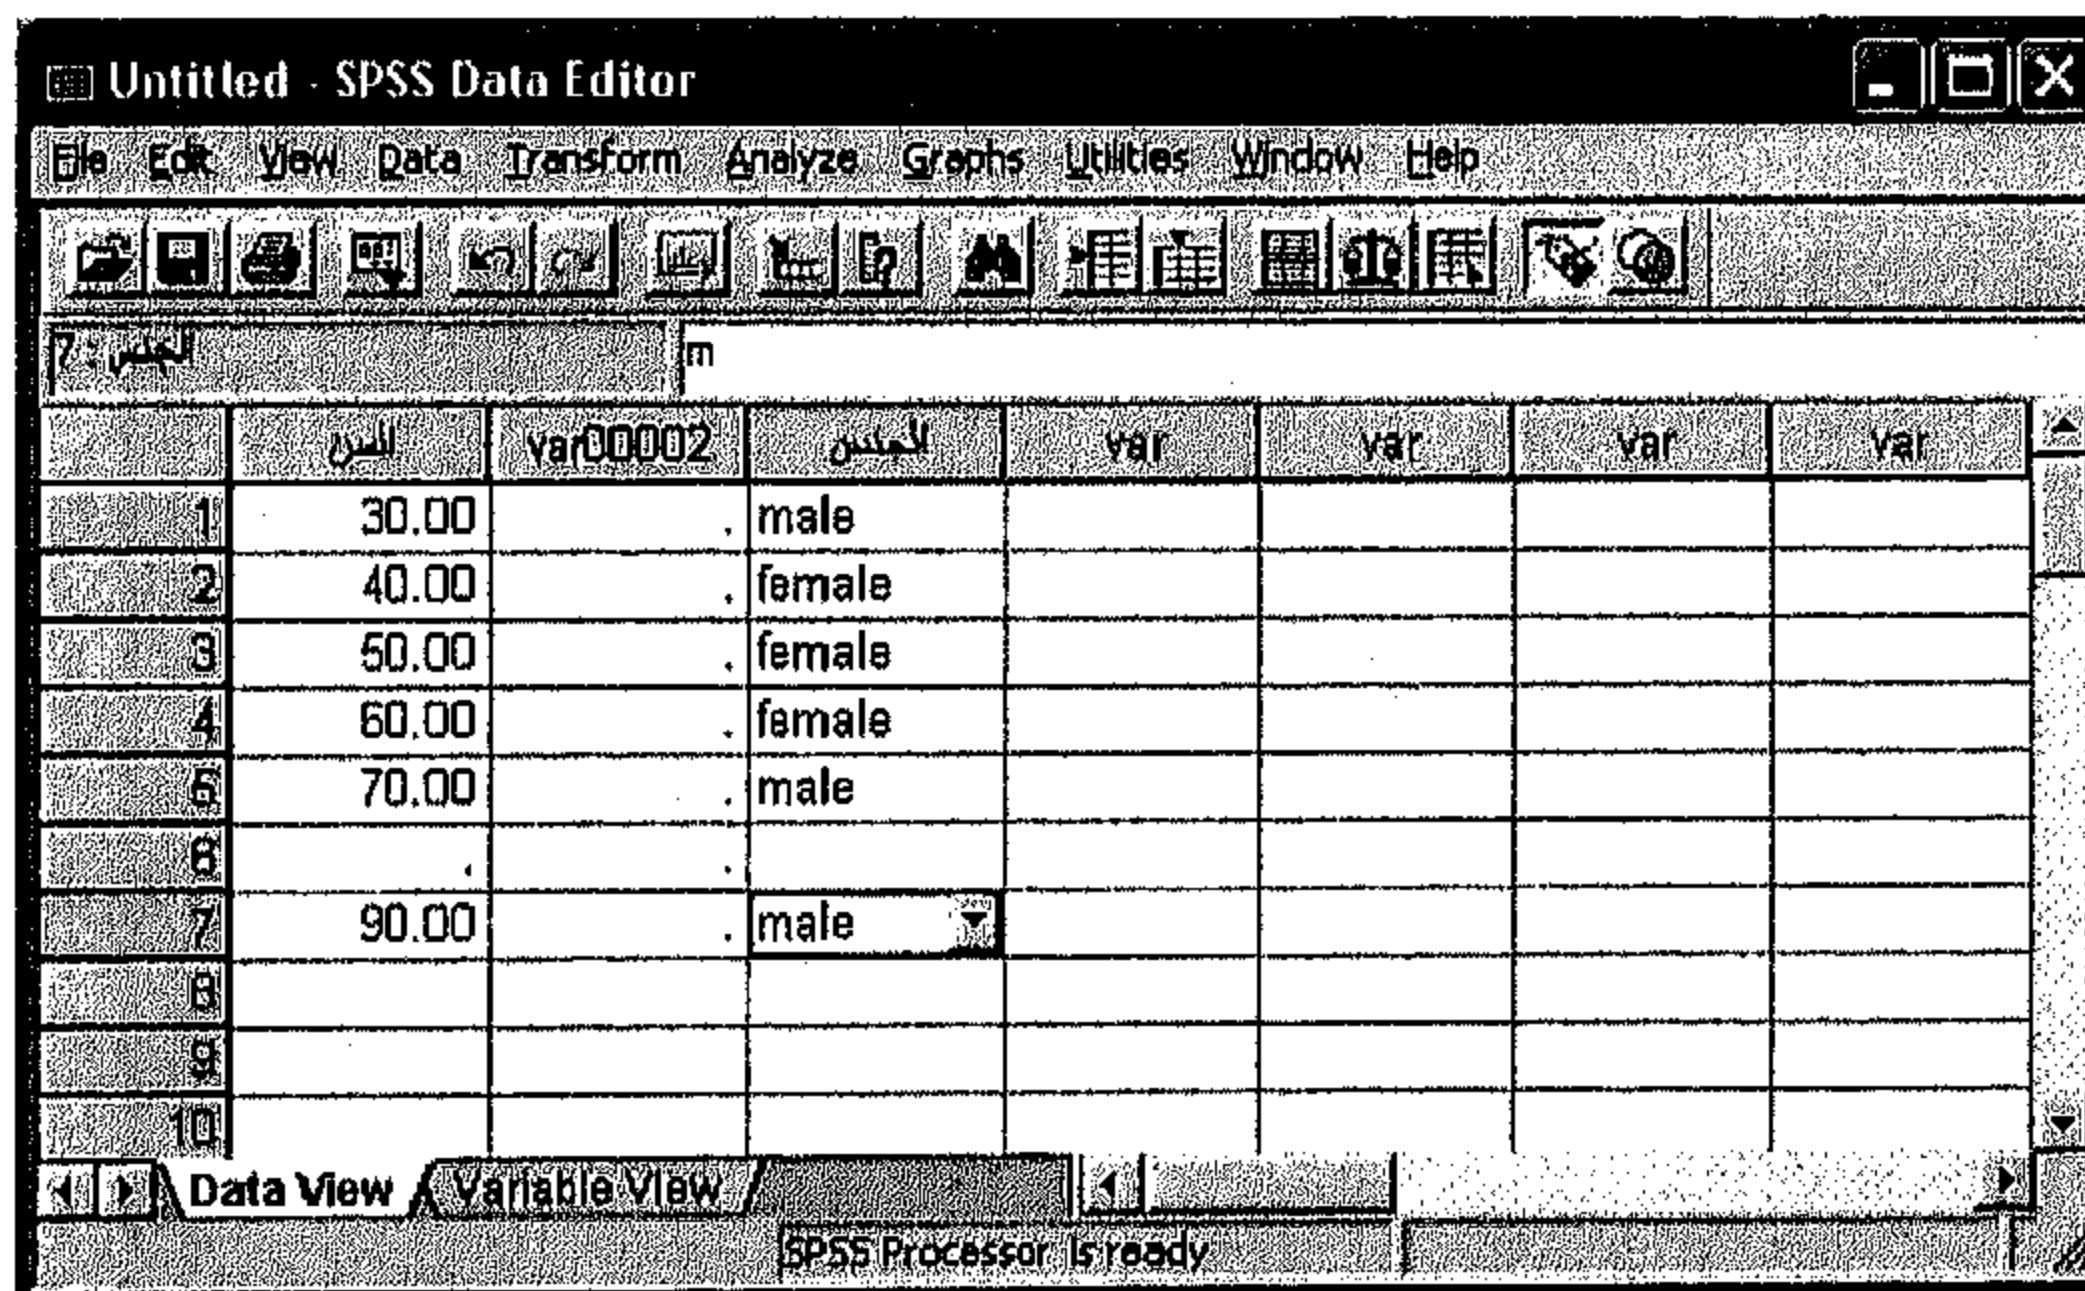 Untitled - SPSS Data Editor
File Edit View Data Transform Analyze Graphs Utilities Window Help
7 : الجنس m
السن var00002 الجنس var var var var
1 30.00 . male
2 40.00 . female
3 50.00 . female
4 60.00 . female
5 70.00 . male
6 . .
7 90.00 . male
8
9
10
Data View Variable View
SPSS Processor is ready